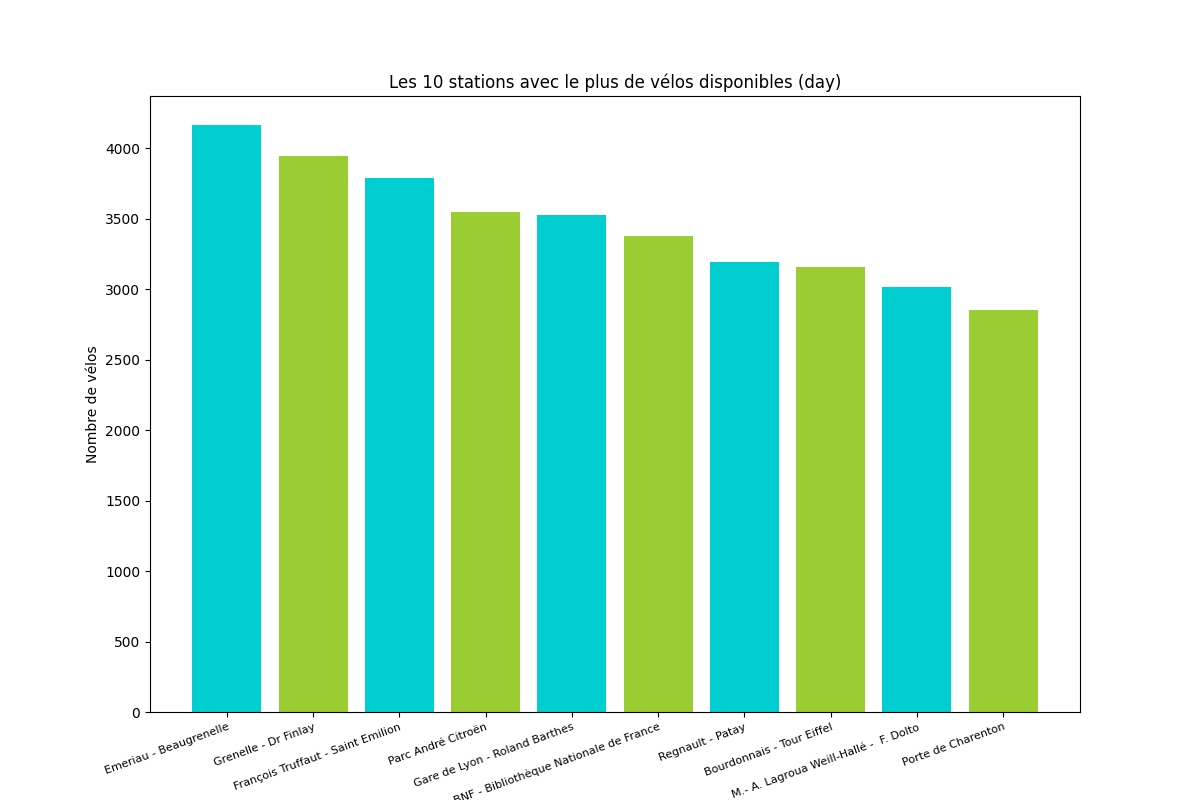 Les 10 stations avec le plus de vélos disponibles (day)
Nombre de vélos
4000
3500
3000
2500
2000
1500
1000
500
0
Emeriau - Beaugrenelle
Grenelle - Dr Finlay
François Truffaut - Saint Emilion
Parc André Citroën
Gare de Lyon - Roland Barthes
BNF - Bibliothèque Nationale de France
Regnault - Patay
Bourdonnais - Tour Eiffel
M.- A. Lagroua Weill-Hallé -  F. Dolto
Porte de Charenton